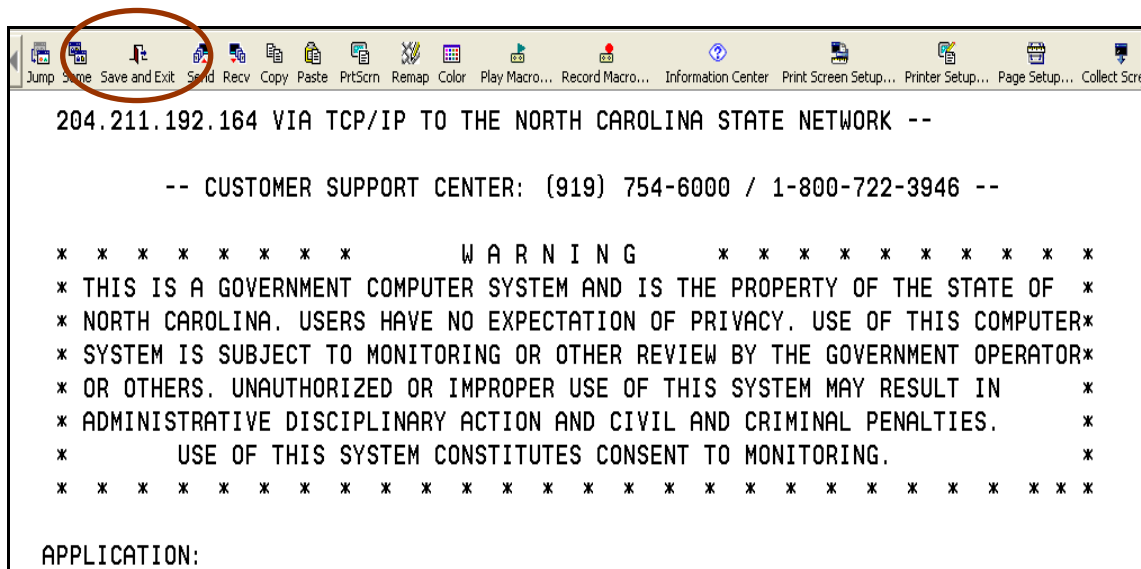 Jump Same Save and Exit Send Recv Copy Paste PrtScrn Remap Color Play Macro... Record Macro... Information Center Print Screen Setup... Printer Setup... Page Setup... Collect Scre
204.211.192.164 VIA TCP/IP TO THE NORTH CAROLINA STATE NETWORK --
-- CUSTOMER SUPPORT CENTER: (919) 754-6000 / 1-800-722-3946 --
* * * * * * * * W A R N I N G * * * * * * * * * *
* THIS IS A GOVERNMENT COMPUTER SYSTEM AND IS THE PROPERTY OF THE STATE OF *
* NORTH CAROLINA. USERS HAVE NO EXPECTATION OF PRIVACY. USE OF THIS COMPUTER*
* SYSTEM IS SUBJECT TO MONITORING OR OTHER REVIEW BY THE GOVERNMENT OPERATOR*
* OR OTHERS. UNAUTHORIZED OR IMPROPER USE OF THIS SYSTEM MAY RESULT IN *
* ADMINISTRATIVE DISCIPLINARY ACTION AND CIVIL AND CRIMINAL PENALTIES. *
* USE OF THIS SYSTEM CONSTITUTES CONSENT TO MONITORING. *
* * * * * * * * * * * * * * * * * * * * * * * * * * *
APPLICATION: